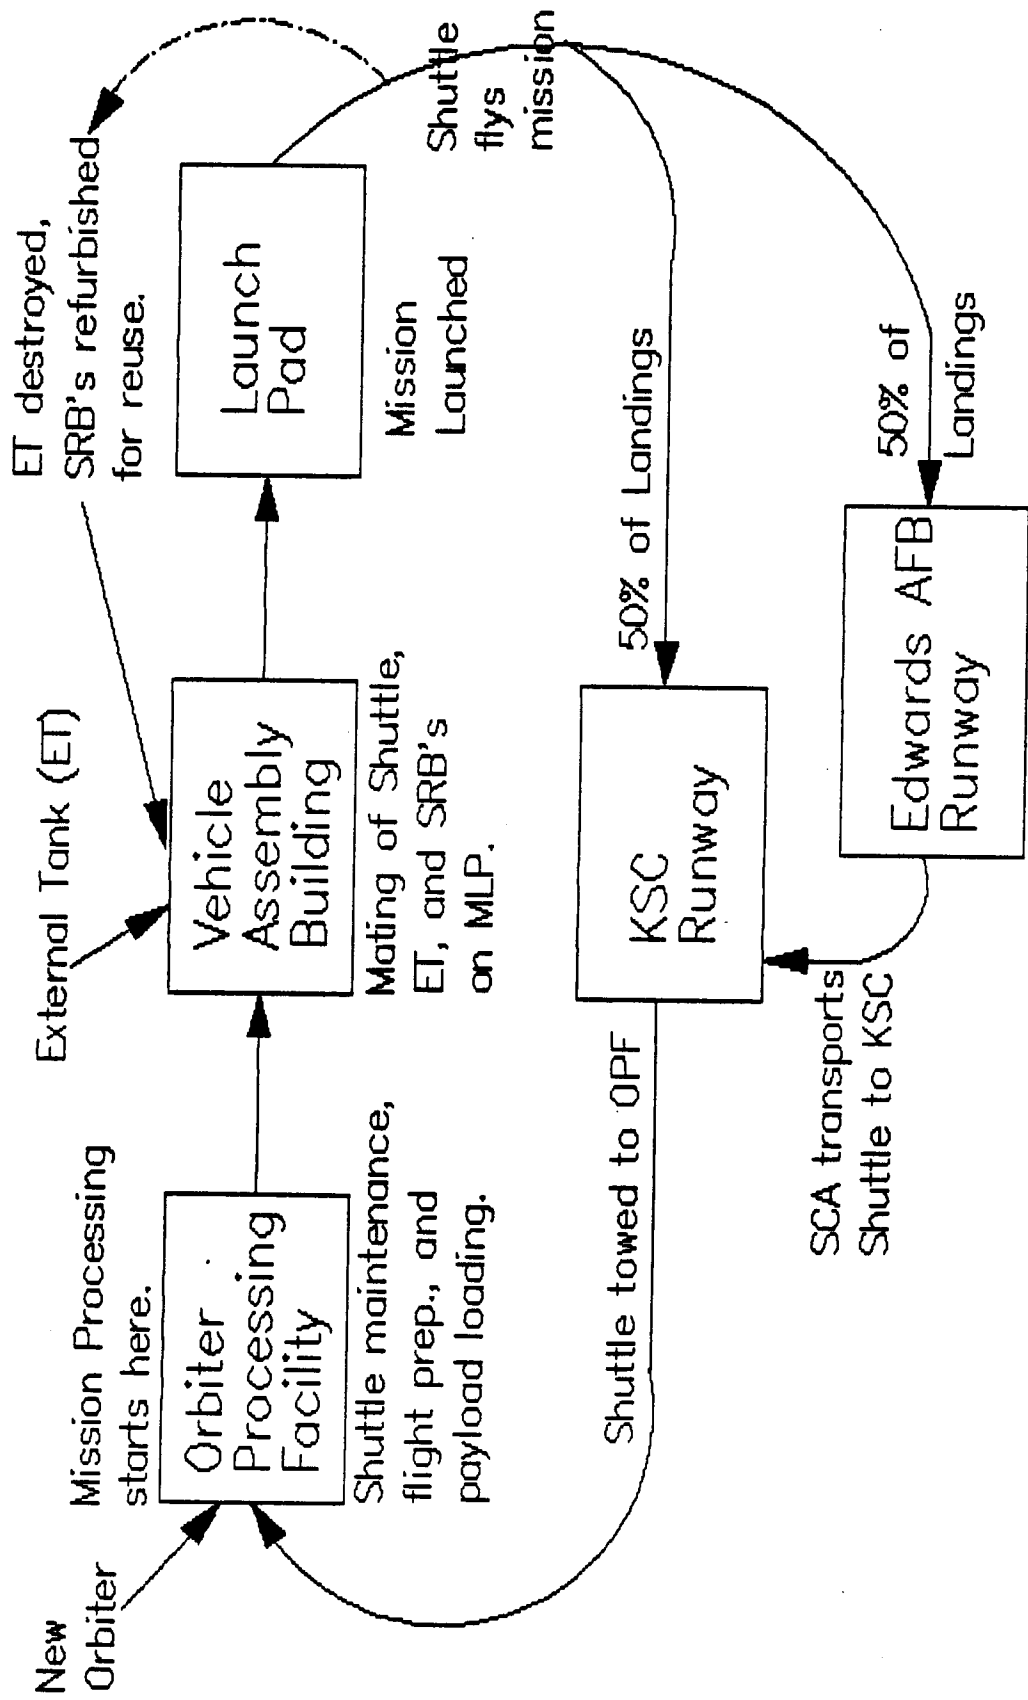 New
Orbiter
Mission Processing
starts here.
Orbiter
Processing
Facility
Shuttle maintenance,
flight prep., and
payload loading.
External Tank (ET)
Vehicle
Assembly
Building
Mating of Shuttle,
ET, and SRB's
on MLP.
ET destroyed,
SRB's refurbished
for reuse.
Launch
Pad
Mission
Launched
Shuttle
flys
mission
50% of Landings
50% of
Landings
KSC
Runway
Edwards AFB
Runway
Shuttle towed to OPF
SCA transports
Shuttle to KSC